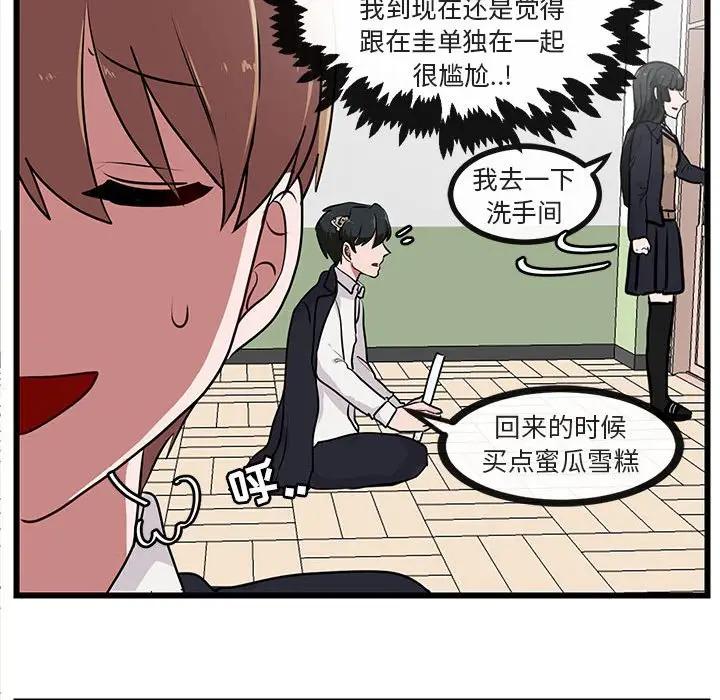 我到现在还是觉得
跟在圭单独在一起
很尴尬..!
我去一下
洗手间
回来的时候
买点蜜瓜雪糕
呼..